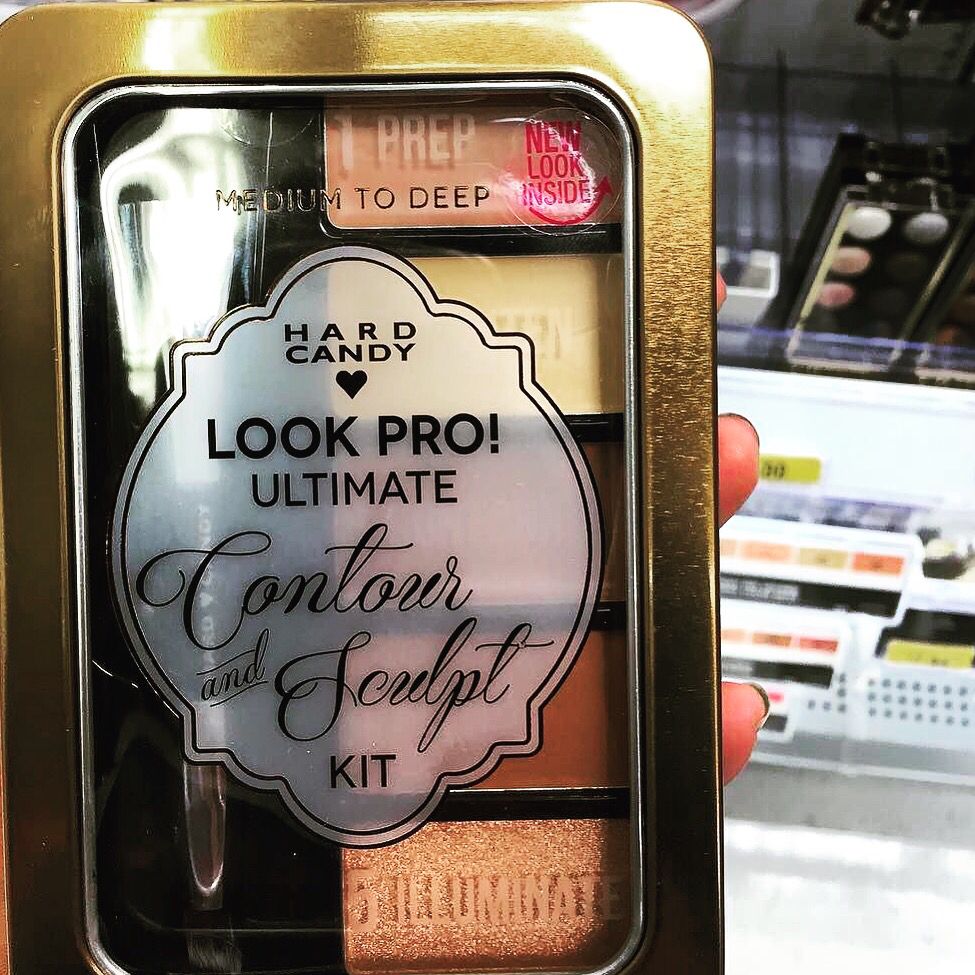 1 PREP
NEW
LOOK
INSIDE
MEDIUM TO DEEP
HARD
CANDY
LOOK PRO!
ULTIMATE
Contour
and Sculpt
KIT
5 ILLUMINATE